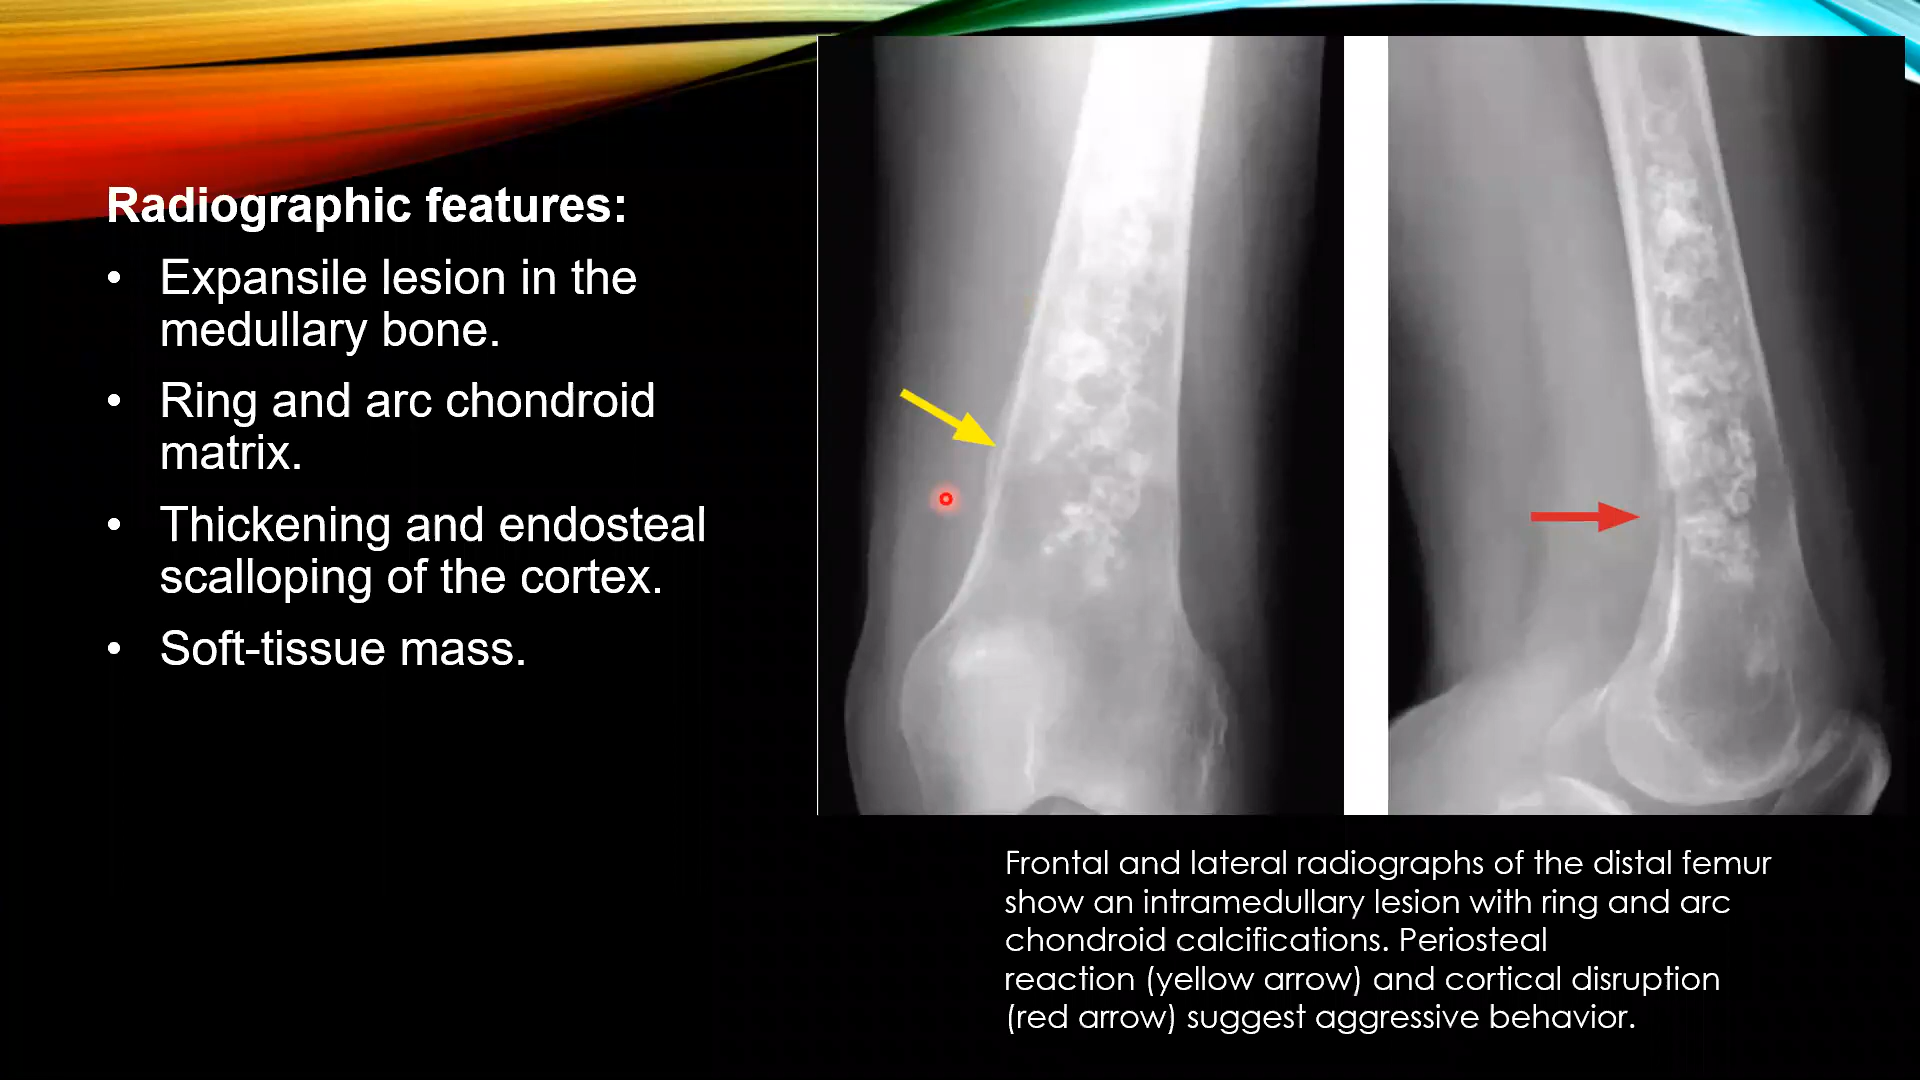 Radiographic features:
• Expansile lesion in the
medullary bone.
• Ring and arc chondroid
matrix.
• Thickening and endosteal
scalloping of the cortex.
• Soft-tissue mass.
Frontal and lateral radiographs of the distal femur
show an intramedullary lesion with ring and arc
chondroid calcifications. Periosteal
reaction (yellow arrow) and cortical disruption
(red arrow) suggest aggressive behavior.